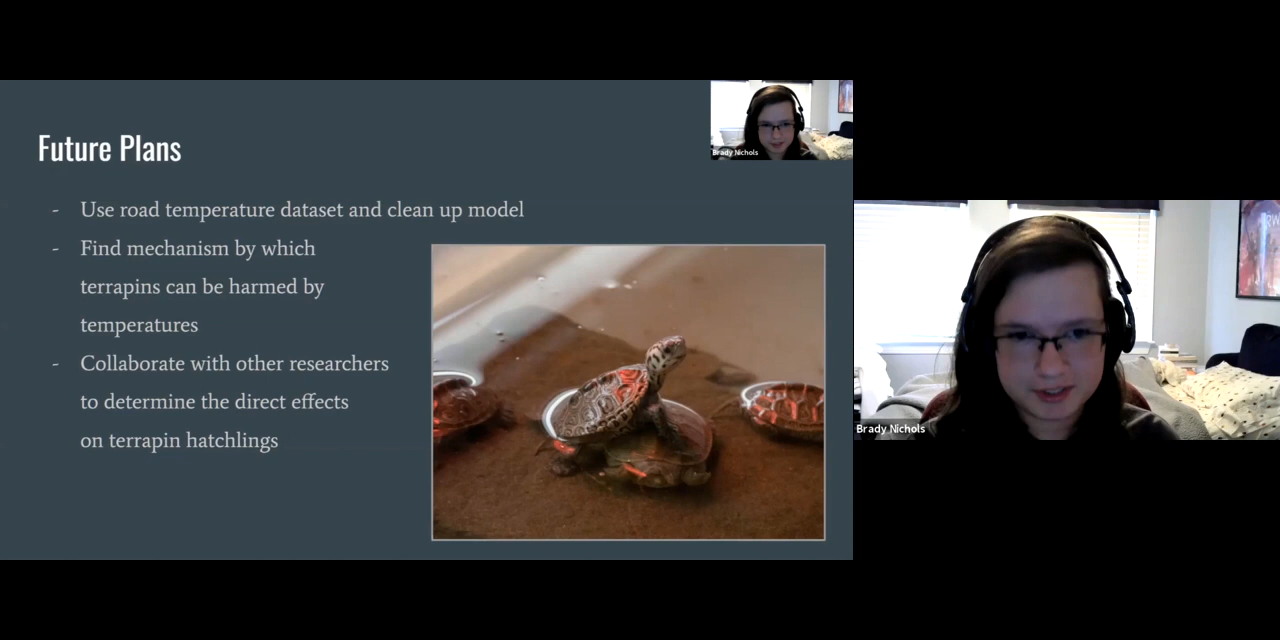 Future Plans
- Use road temperature dataset and clean up model
- Find mechanism by which
terrapins can be harmed by
temperatures
- Collaborate with other researchers
to determine the direct effects
on terrapin hatchlings
Brady Nichols
Brady Nichols